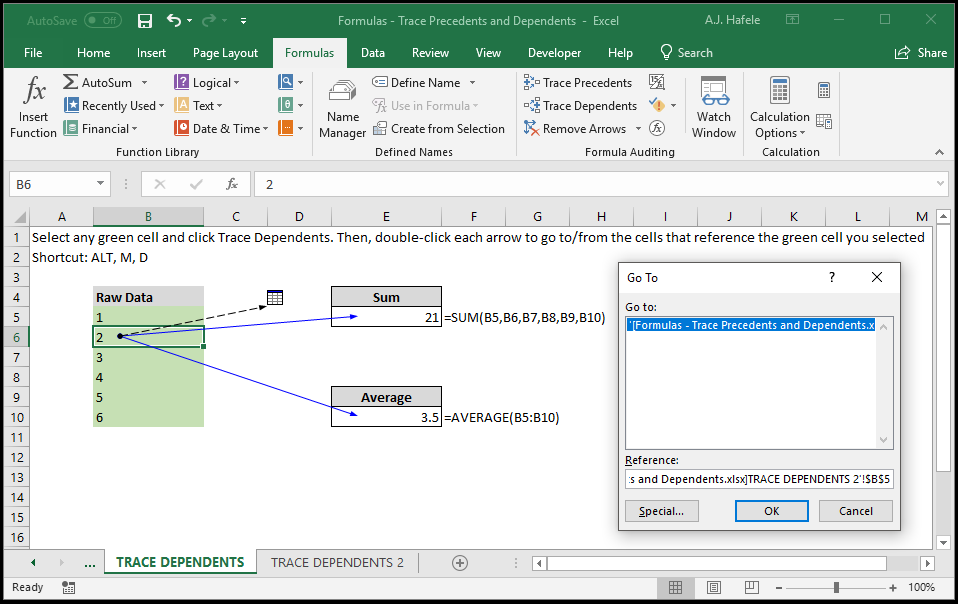 AutoSave Off Formulas - Trace Precedents and Dependents - Excel A.J. Hafele
File Home Insert Page Layout Formulas Data Review View Developer Help Search Share
fx Insert Function
AutoSum
Recently Used
Financial
Logical
Text
Date & Time
Function Library
Name Manager
Define Name
Use in Formula
Create from Selection
Defined Names
Trace Precedents
Trace Dependents
Remove Arrows
Formula Auditing
Watch Window
Calculation Options
Calculation
B6 fx 2
A B C D E F G H I J K L M
1 Select any green cell and click Trace Dependents. Then, double-click each arrow to go to/from the cells that reference the green cell you selected
2 Shortcut: ALT, M, D
3
4 Raw Data Sum
5 1 21 =SUM(B5,B6,B7,B8,B9,B10)
6 2
7 3
8 4
9 5 Average
10 6 3.5 =AVERAGE(B5:B10)
11
12
13
14
15
16
Go To ? 
Go to:
'[Formulas - Trace Precedents and Dependents.x
Reference:
:s and Dependents.xlsx]TRACE DEPENDENTS 2'!$B$5
Special... OK Cancel
... TRACE DEPENDENTS TRACE DEPENDENTS 2
Ready 100%